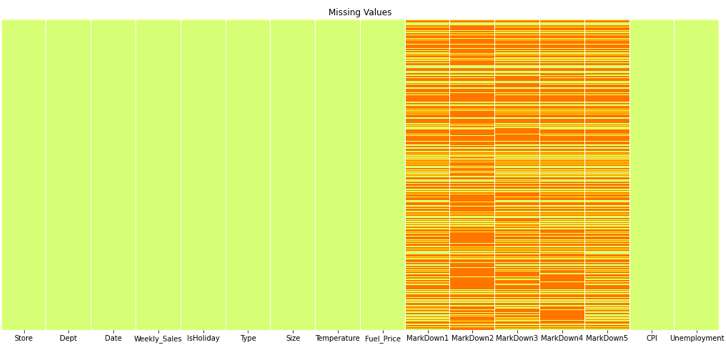 Missing Values
Store Dept Date Weekly_Sales IsHoliday Type Size Temperature Fuel_Price MarkDown1 MarkDown2 MarkDown3 MarkDown4 MarkDown5 CPI Unemployment